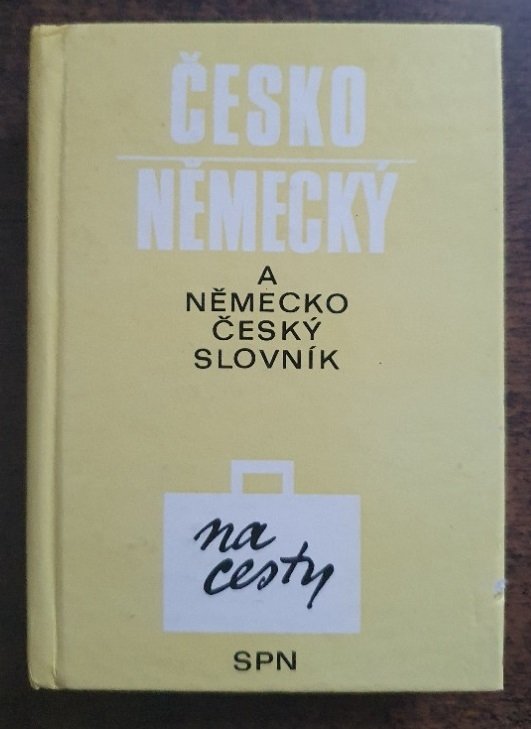 ČESKO
NĚMECKÝ
A
NĚMECKO
ČESKÝ
SLOVNÍK
na
cesty
SPN